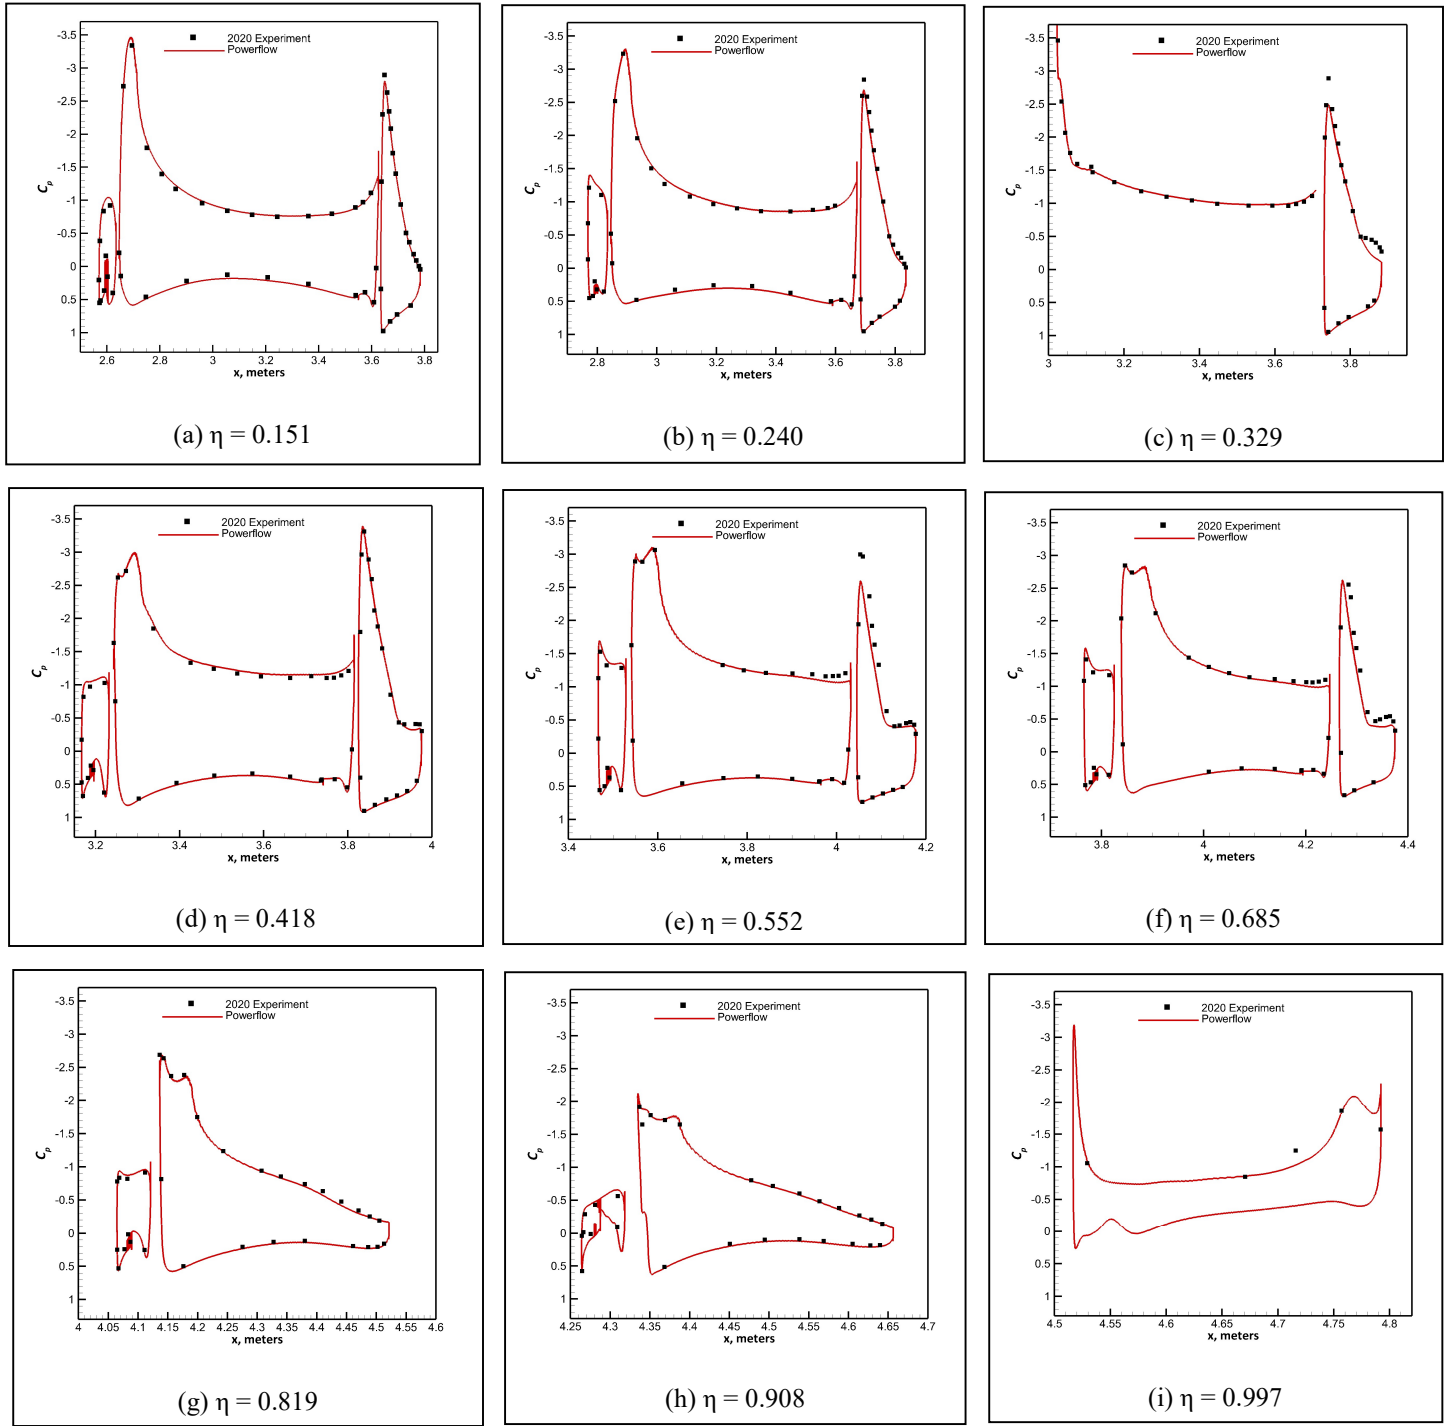 2020 Experiment
Powerflow
-3.5
-3
-2.5
-2
-1.5
-1
-0.5
0
0.5
1
Cp
2.6 2.8 3 3.2 3.4 3.6 3.8
x, meters
(a) η = 0.151
2020 Experiment
Powerflow
-3.5
-3
-2.5
-2
-1.5
-1
-0.5
0
0.5
1
Cp
2.8 3 3.2 3.4 3.6 3.8
x, meters
(b) η = 0.240
2020 Experiment
Powerflow
-3.5
-3
-2.5
-2
-1.5
-1
-0.5
0
0.5
1
Cp
3 3.2 3.4 3.6 3.8
x, meters
(c) η = 0.329
2020 Experiment
Powerflow
-3.5
-3
-2.5
-2
-1.5
-1
-0.5
0
0.5
1
Cp
3.2 3.4 3.6 3.8 4
x, meters
(d) η = 0.418
2020 Experiment
Powerflow
-3.5
-3
-2.5
-2
-1.5
-1
-0.5
0
0.5
1
Cp
3.4 3.6 3.8 4 4.2
x, meters
(e) η = 0.552
2020 Experiment
Powerflow
-3.5
-3
-2.5
-2
-1.5
-1
-0.5
0
0.5
1
Cp
3.8 4 4.2 4.4
x, meters
(f) η = 0.685
2020 Experiment
Powerflow
-3.5
-3
-2.5
-2
-1.5
-1
-0.5
0
0.5
1
Cp
4 4.05 4.1 4.15 4.2 4.25 4.3 4.35 4.4 4.45 4.5 4.55 4.6
x, meters
(g) η = 0.819
2020 Experiment
Powerflow
-3.5
-3
-2.5
-2
-1.5
-1
-0.5
0
0.5
1
Cp
4.25 4.3 4.35 4.4 4.45 4.5 4.55 4.6 4.65 4.7
x, meters
(h) η = 0.908
2020 Experiment
Powerflow
-3.5
-3
-2.5
-2
-1.5
-1
-0.5
0
0.5
1
Cp
4.5 4.55 4.6 4.65 4.7 4.75 4.8
x, meters
(i) η = 0.997